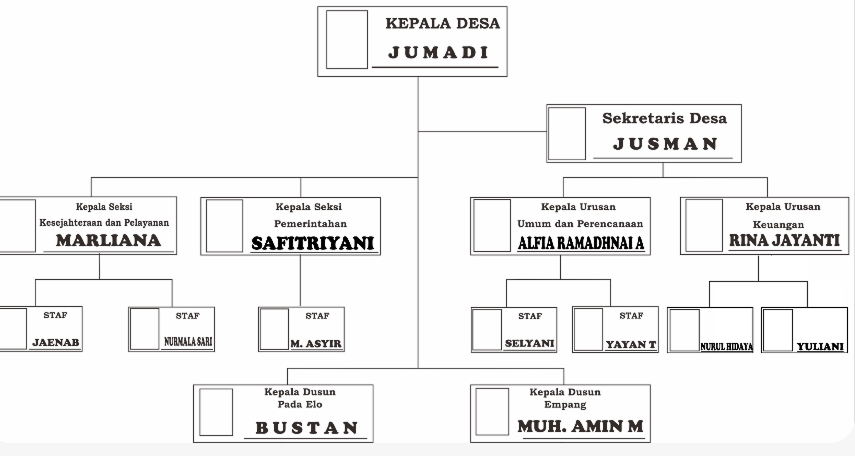 KEPALA DESA
JUMADI
Sekretaris Desa
JUSMAN
Kepala Seksi
Kesejahteraan dan Pelayanan
MARLIANA
Kepala Seksi
Pemerintahan
SAFITRIYANI
Kepala Urusan
Umum dan Perencanaan
ALFIA RAMADHNAI A
Kepala Urusan
Keuangan
RINA JAYANTI
STAF
JAENAB
STAF
NURMALA SARI
STAF
M. ASYIR
STAF
SELYANI
STAF
YAYAN T
NURUL HIDAYA
YULIANI
Kepala Dusun
Pada Elo
BUSTAN
Kepala Dusun
Empang
MUH. AMIN M